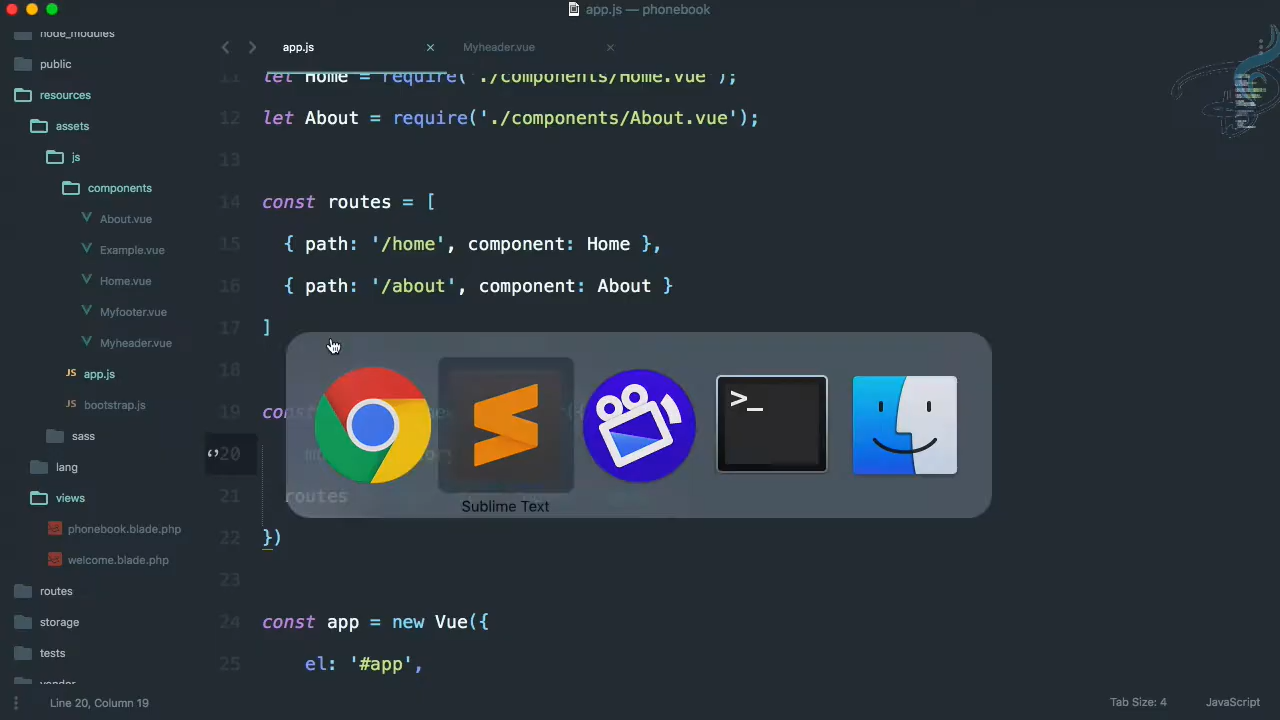 app.js — phonebook
node_modules
public
resources
assets
js
components
About.vue
Example.vue
Home.vue
Myfooter.vue
Myheader.vue
app.js
bootstrap.js
sass
lang
views
phonebook.blade.php
welcome.blade.php
routes
storage
tests
vendor
app.js
Myheader.vue
11 let Home = require('./components/Home.vue');
12 let About = require('./components/About.vue');
13
14 const routes = [
15 { path: '/home', component: Home },
16 { path: '/about', component: About }
17 ]
18
19
20
21 routes
22 })
23
24 const app = new Vue({
25 el: '#app',
>_
Sublime Text
Line 20, Column 19
Tab Size: 4
JavaScript